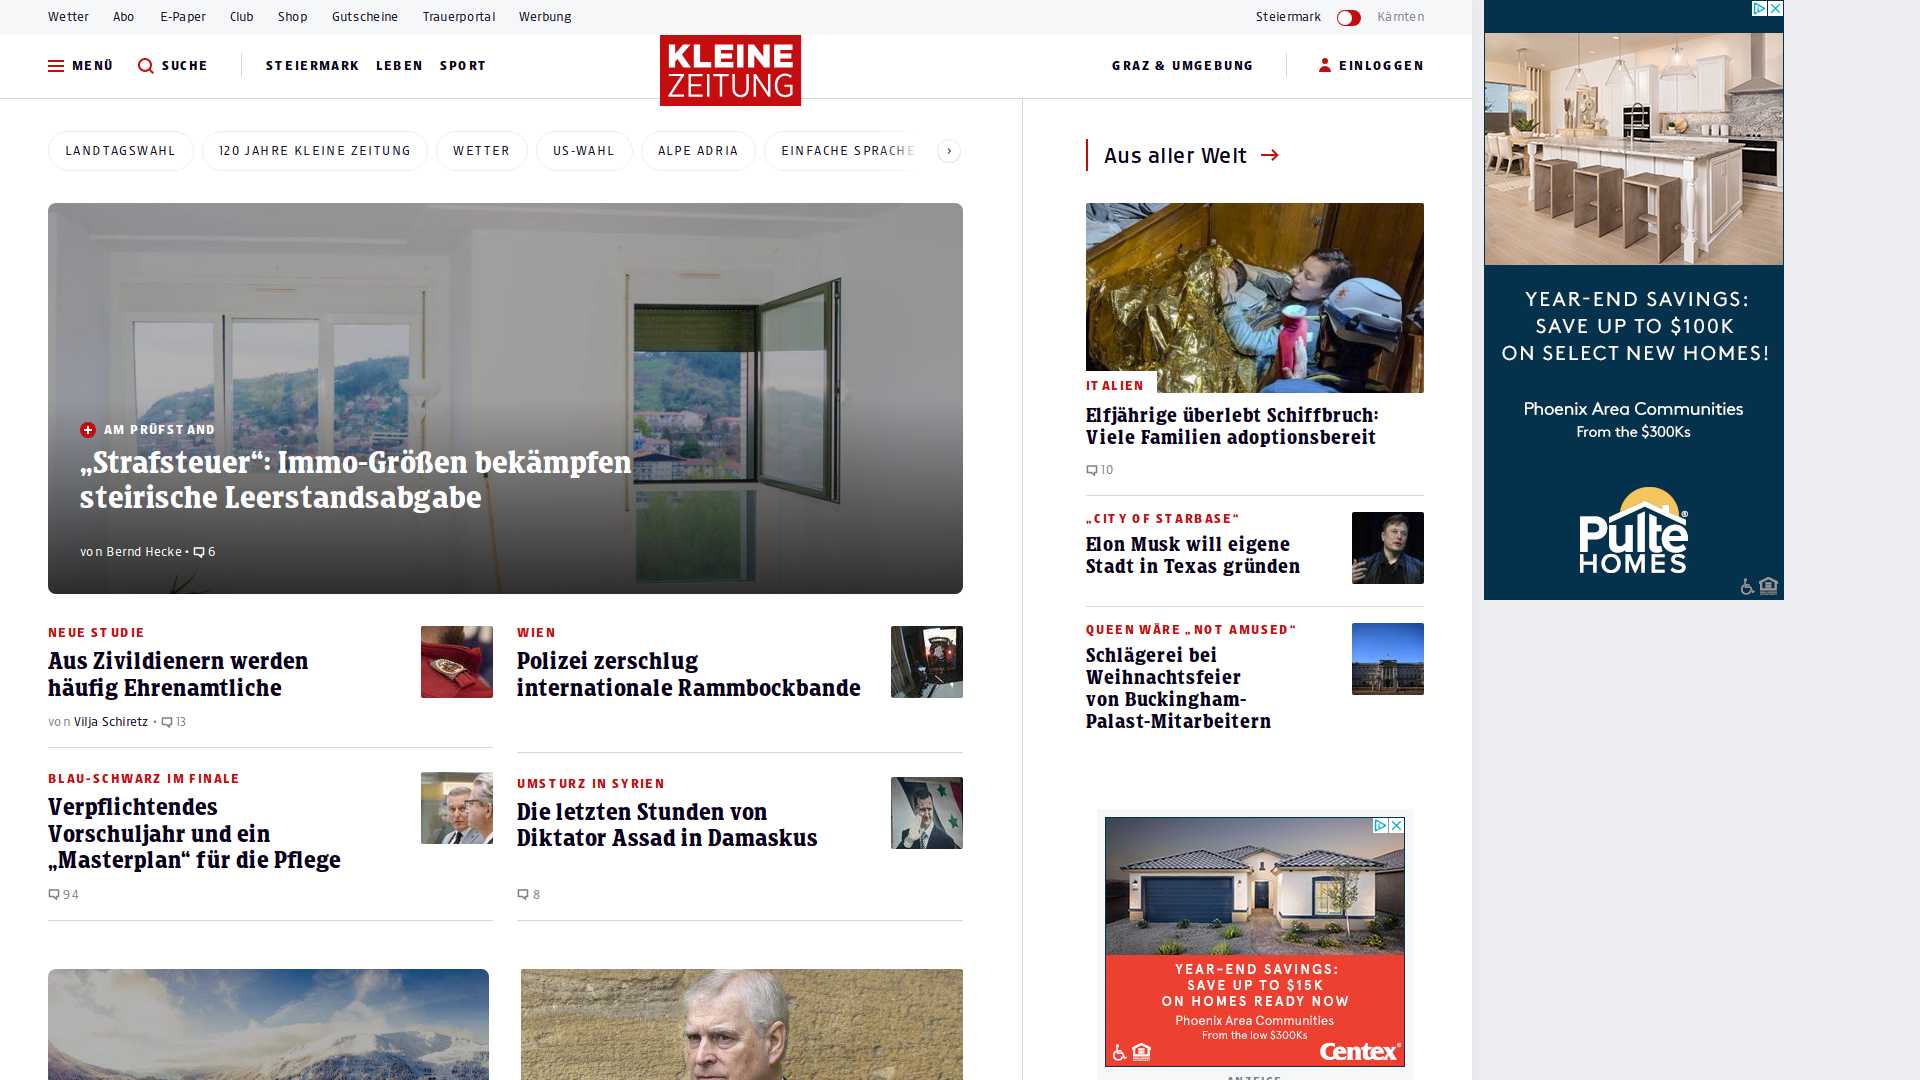 Wetter Abo E-Paper Club Shop Gutscheine Trauerportal Werbung
Steiermark Kärnten
MENÜ SUCHE STEIERMARK LEBEN SPORT
KLEINE
ZEITUNG
GRAZ & UMGEBUNG EINLOGGEN
LANDTAGSWAHL 120 JAHRE KLEINE ZEITUNG WETTER US-WAHL ALPE ADRIA EINFACHE SPRACHE
AM PRÜFSTAND
„Strafsteuer“: Immo-Größen bekämpfen
steirische Leerstandsabgabe
von Bernd Hecke • 6
NEUE STUDIE
Aus Zivildienern werden
häufig Ehrenamtliche
von Vilja Schiretz • 13
WIEN
Polizei zerschlug
internationale Rammbockbande
BLAU-SCHWARZ IM FINALE
Verpflichtendes
Vorschuljahr und ein
„Masterplan“ für die Pflege
94
UMSTURZ IN SYRIEN
Die letzten Stunden von
Diktator Assad in Damaskus
8
Aus aller Welt
ITALIEN
Elfjährige überlebt Schiffbruch:
Viele Familien adoptionsbereit
10
„CITY OF STARBASE“
Elon Musk will eigene
Stadt in Texas gründen
QUEEN WÄRE „NOT AMUSED“
Schlägerei bei
Weihnachtsfeier
von Buckingham-
Palast-Mitarbeitern
YEAR-END SAVINGS:
SAVE UP TO $15K
ON HOMES READY NOW
Phoenix Area Communities
From the low $300Ks
Centex®
ANZEIGE
YEAR-END SAVINGS:
SAVE UP TO $100K
ON SELECT NEW HOMES!
Phoenix Area Communities
From the $300Ks
Pulte®
HOMES